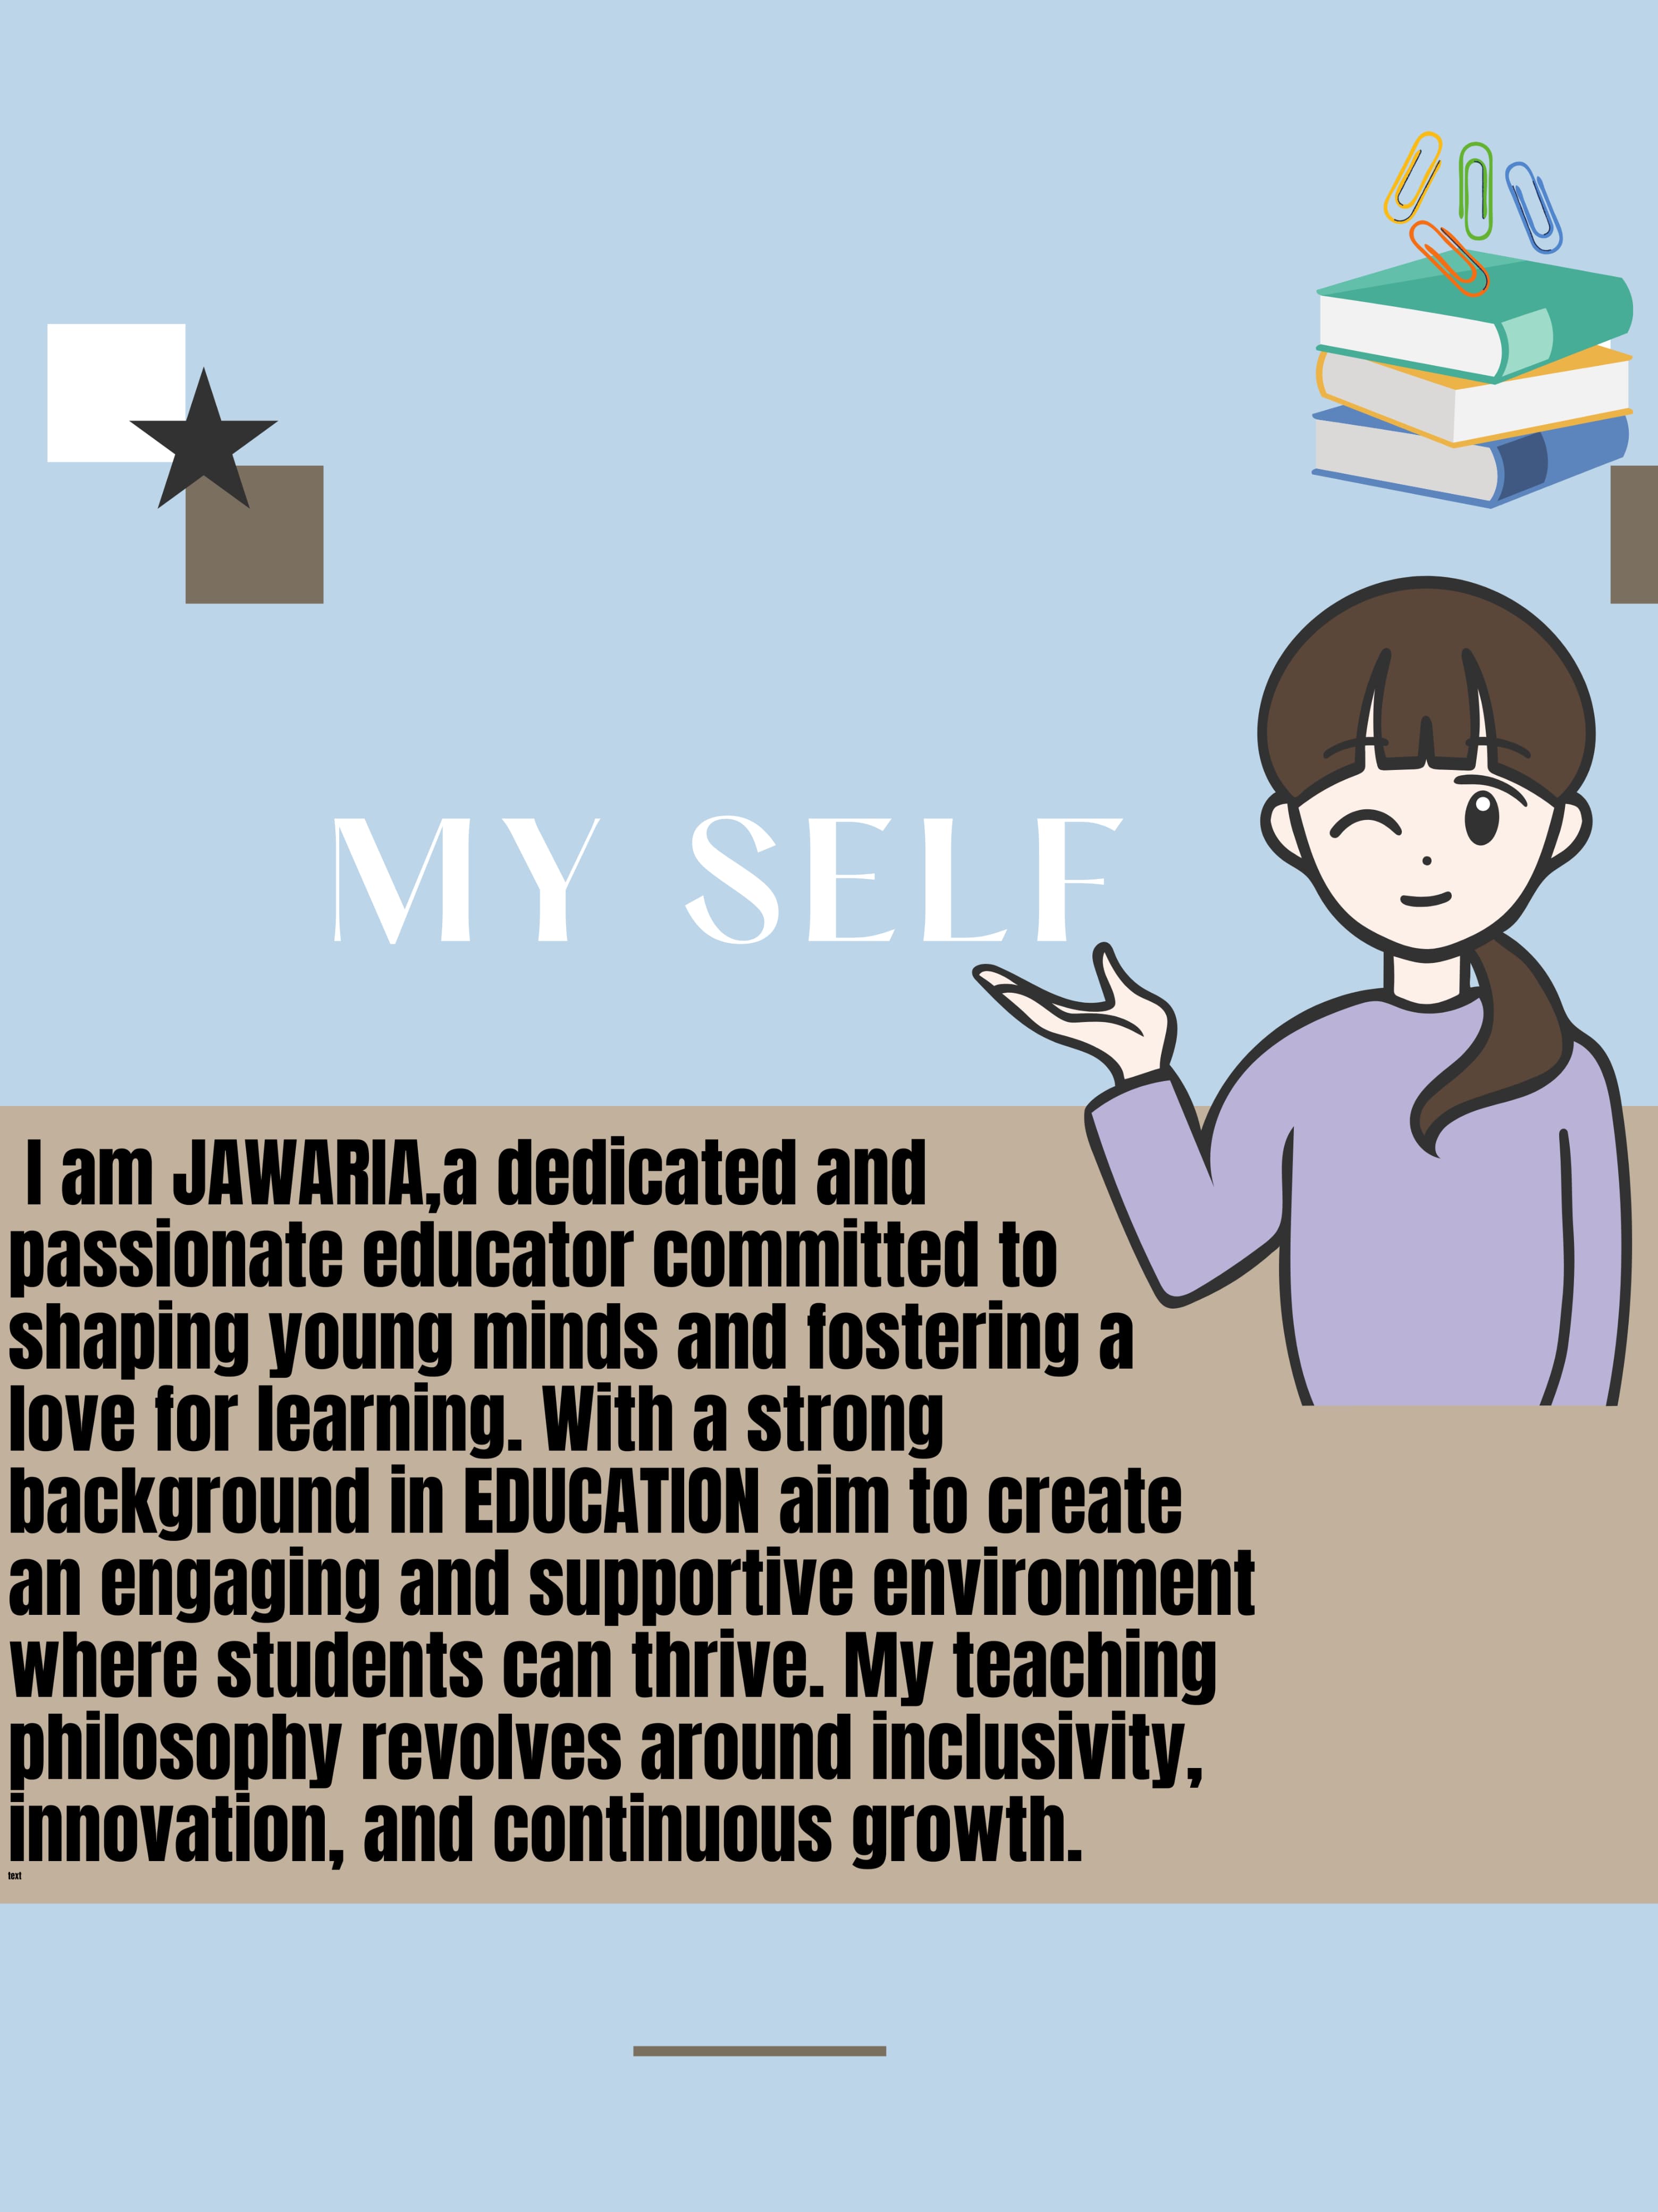 MY SELF
I am JAWARIA,a dedicated and
passionate educator committed to
shaping young minds and fostering a
love for learning. With a strong
background in EDUCATION aim to create
an engaging and supportive environment
where students can thrive. My teaching
philosophy revolves around inclusivity,
innovation, and continuous growth.
text